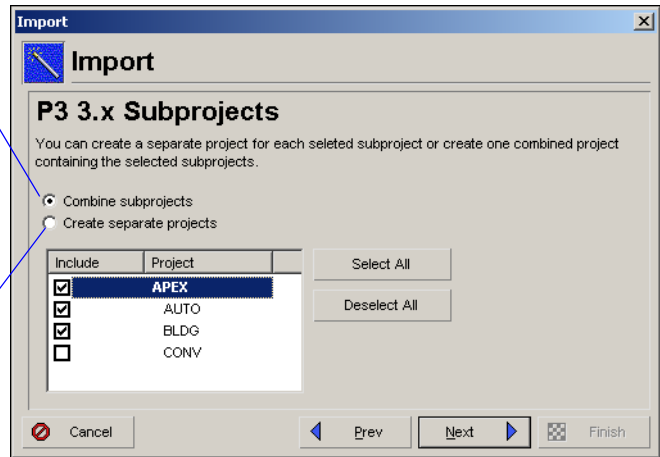 Import
Import
P3 3.x Subprojects
You can create a separate project for each seleted subproject or create one combined project
containing the selected subprojects.
Combine subprojects
Create separate projects
Include Project
APEX
AUTO
BLDG
CONV
Select All
Deselect All
Cancel
Prev
Next
Finish